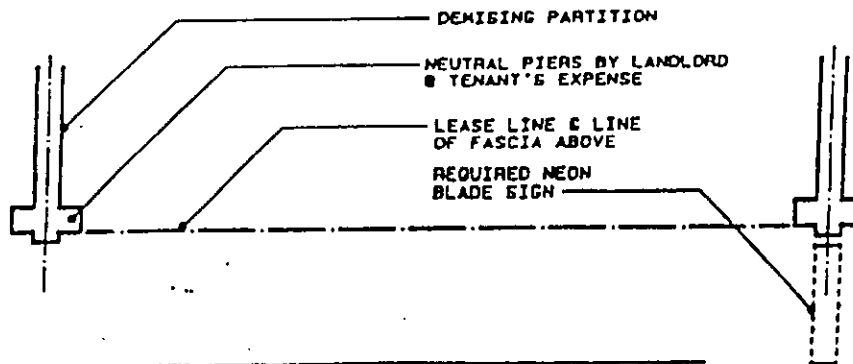 DEMISING PARTITION
NEUTRAL PIERS BY LANDLORD
@ TENANT'S EXPENSE
LEASE LINE & LINE
OF FASCIA ABOVE
REQUIRED NEON
BLADE SIGN